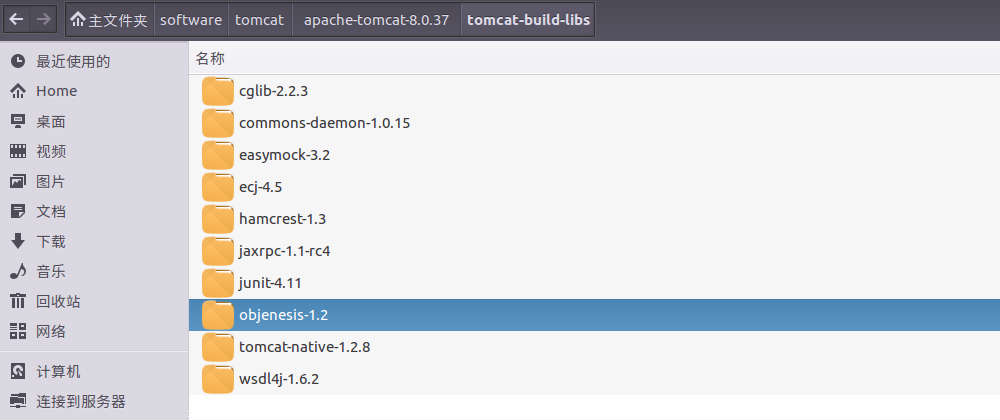 主文件夹 software tomcat apache-tomcat-8.0.37 tomcat-build-libs
最近使用的
Home
桌面
视频
图片
文档
下载
音乐
回收站
网络
计算机
连接到服务器
名称
cglib-2.2.3
commons-daemon-1.0.15
easymock-3.2
ecj-4.5
hamcrest-1.3
jaxrpc-1.1-rc4
junit-4.11
objenesis-1.2
tomcat-native-1.2.8
wsdl4j-1.6.2